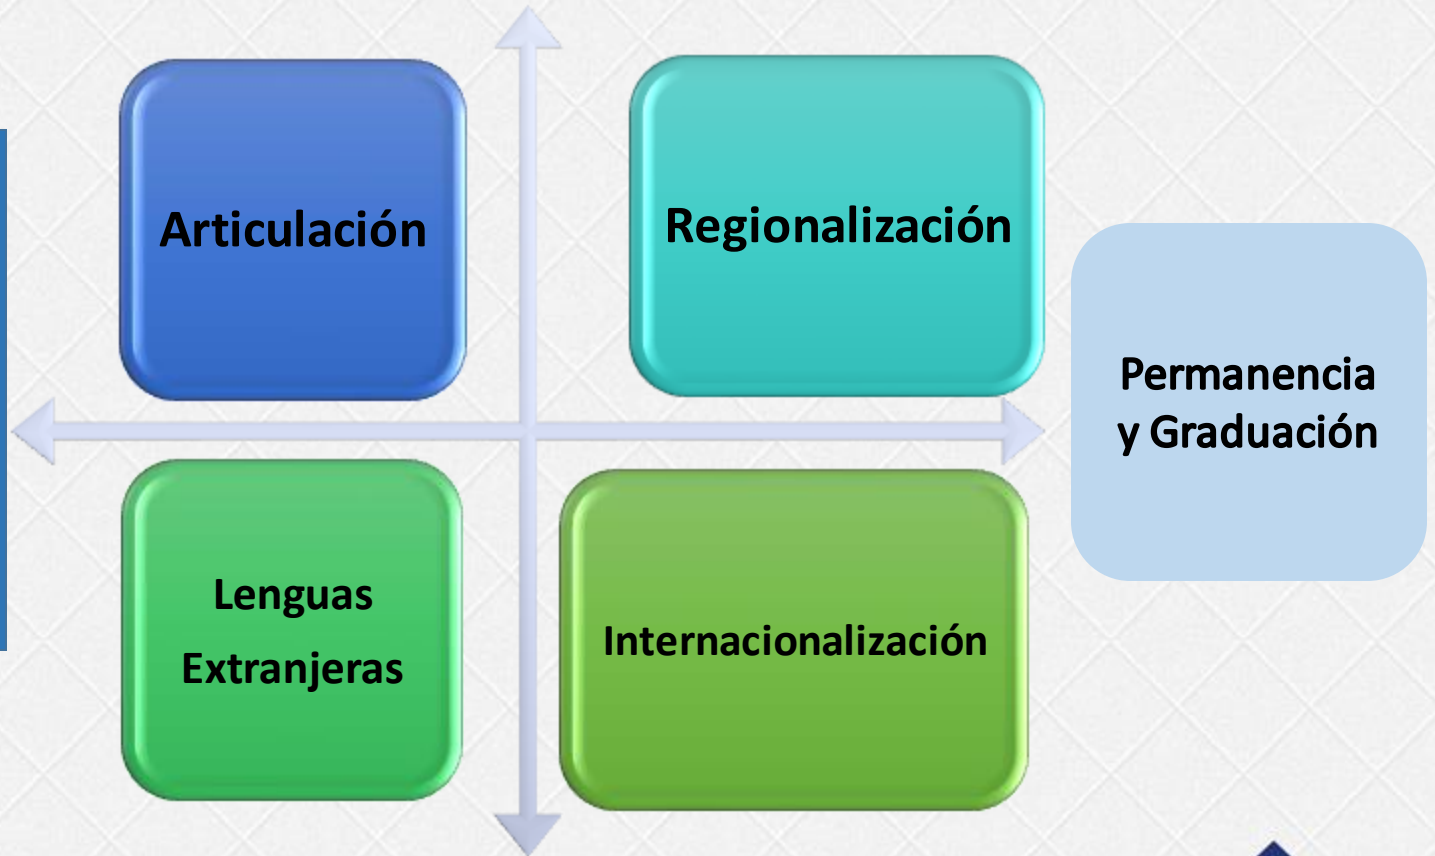 Articulación
Regionalización
Permanencia
y Graduación
Lenguas
Extranjeras
Internacionalización